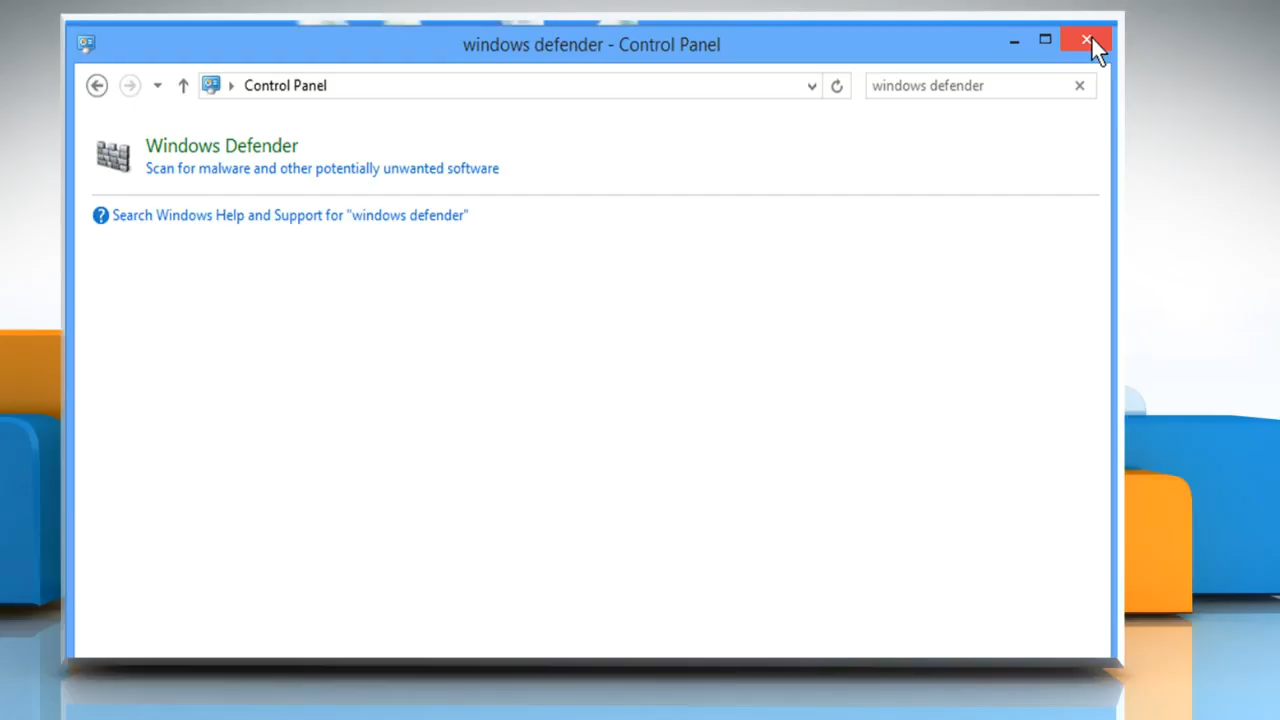 windows defender - Control Panel
Control Panel
windows defender
Windows Defender
Scan for malware and other potentially unwanted software
Search Windows Help and Support for "windows defender"